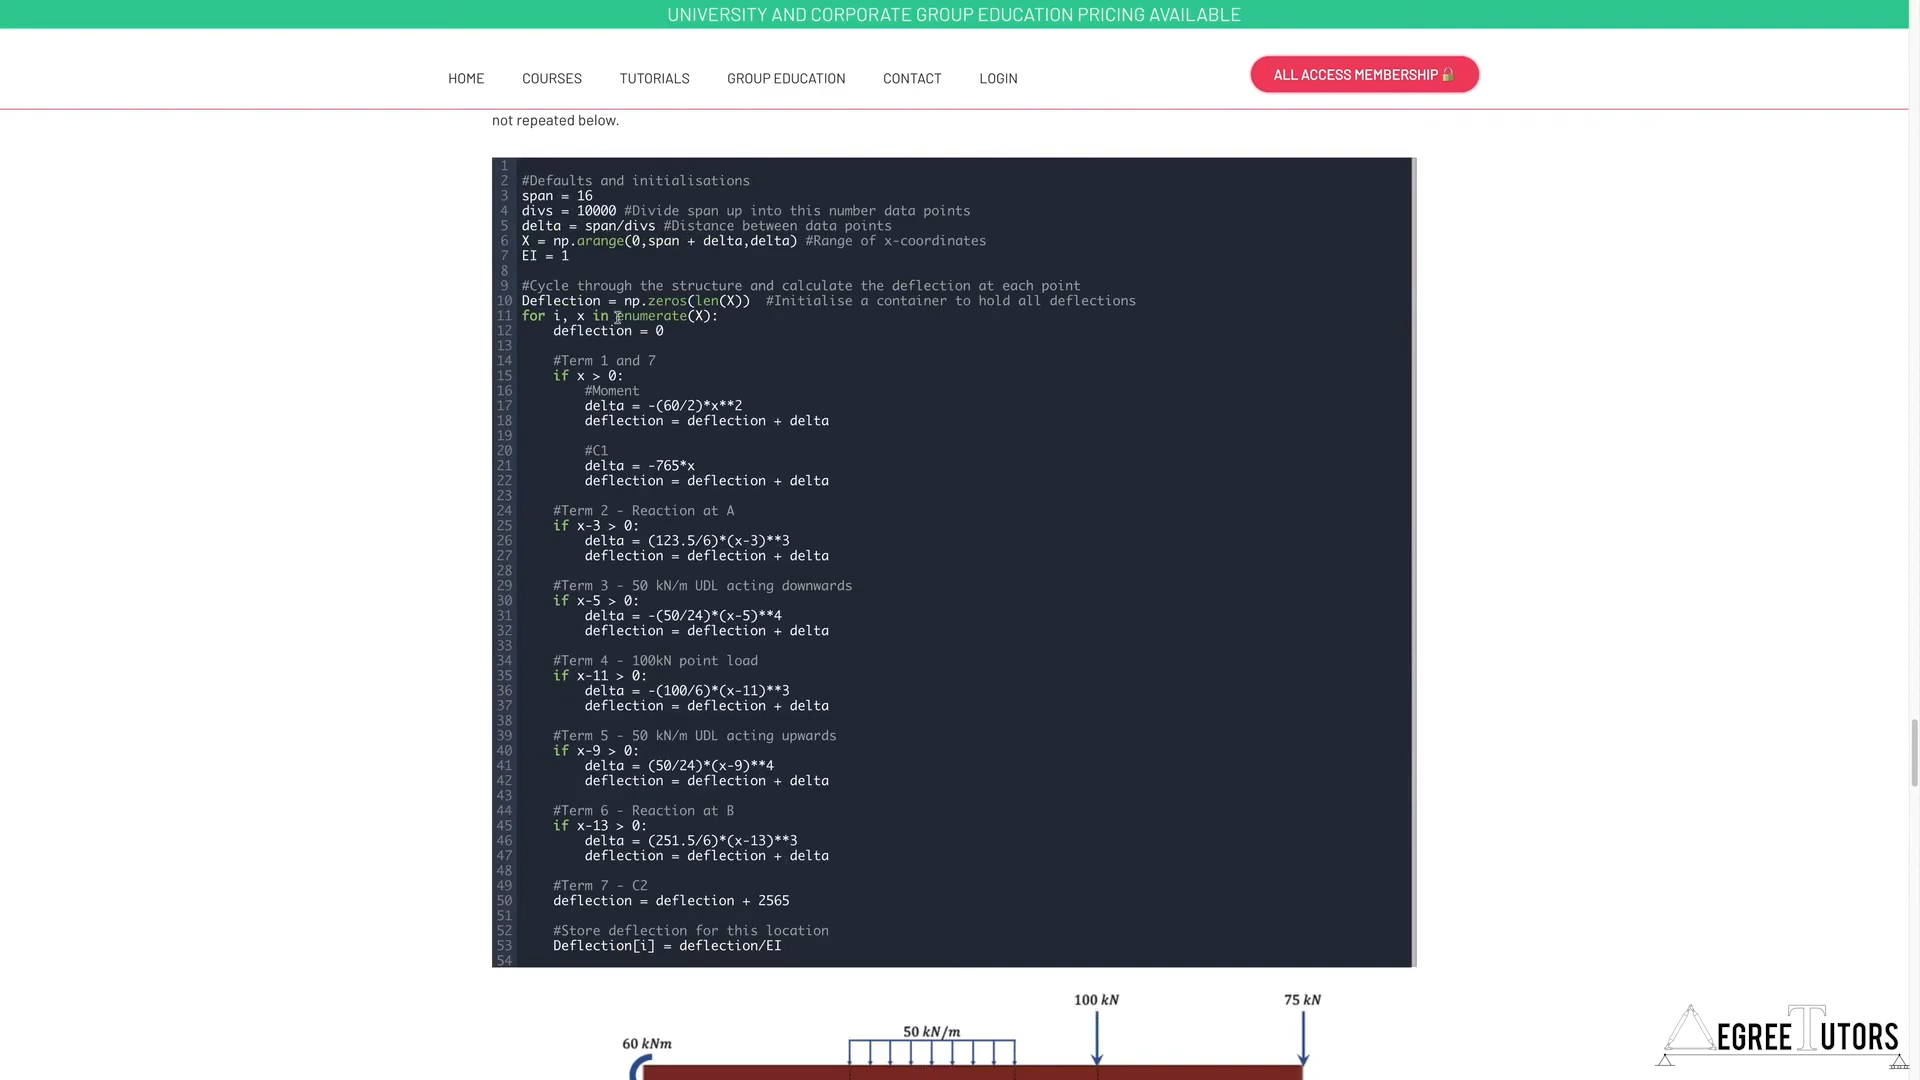 UNIVERSITY AND CORPORATE GROUP EDUCATION PRICING AVAILABLE
HOME COURSES TUTORIALS GROUP EDUCATION CONTACT LOGIN ALL ACCESS MEMBERSHIP
not repeated below.
1
2 #Defaults and initialisations
3 span = 16
4 divs = 10000 #Divide span up into this number data points
5 delta = span/divs #Distance between data points
6 X = np.arange(0,span + delta,delta) #Range of x-coordinates
7 EI = 1
8
9 #Cycle through the structure and calculate the deflection at each point
10 Deflection = np.zeros(len(X))  #Initialise a container to hold all deflections
11 for i, x in enumerate(X):
12     deflection = 0
13
14     #Term 1 and 7
15     if x > 0:
16         #Moment
17         delta = -(60/2)*x**2
18         deflection = deflection + delta
19
20         #C1
21         delta = -765*x
22         deflection = deflection + delta
23
24     #Term 2 - Reaction at A
25     if x-3 > 0:
26         delta = (123.5/6)*(x-3)**3
27         deflection = deflection + delta
28
29     #Term 3 - 50 kN/m UDL acting downwards
30     if x-5 > 0:
31         delta = -(50/24)*(x-5)**4
32         deflection = deflection + delta
33
34     #Term 4 - 100kN point load
35     if x-11 > 0:
36         delta = -(100/6)*(x-11)**3
37         deflection = deflection + delta
38
39     #Term 5 - 50 kN/m UDL acting upwards
40     if x-9 > 0:
41         delta = (50/24)*(x-9)**4
42         deflection = deflection + delta
43
44     #Term 6 - Reaction at B
45     if x-13 > 0:
46         delta = (251.5/6)*(x-13)**3
47         deflection = deflection + delta
48
49     #Term 7 - C2
50     deflection = deflection + 2565
51
52     #Store deflection for this location
53     Deflection[i] = deflection/EI
54
100 kN 75 kN
50 kN/m
60 kNm
DEGREE TUTORS